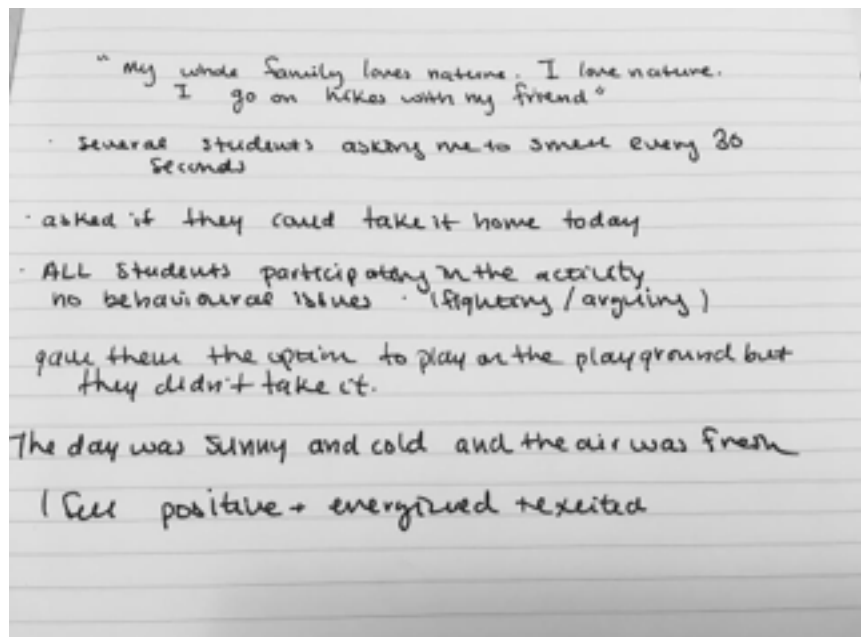 "My whole family loves nature. I love nature.
I go on hikes with my friend"
· several students asking me to smell every 30
seconds
· asked if they could take it home today
· ALL students participating in the activity
no behavioural issues · (fighting / arguing)
gave them the option to play on the playground but
they didn't take it.
The day was sunny and cold and the air was fresh
I feel positive + energized + excited